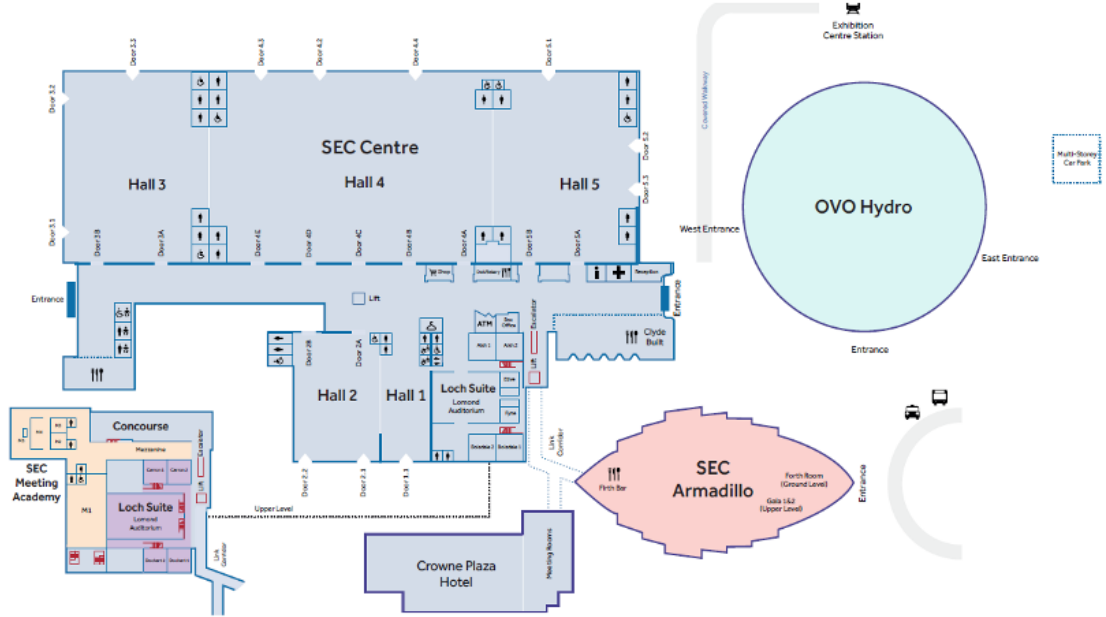 Exhibition
Centre Station
Covered Walkway
Multi-Storey
Car Park
OVO Hydro
West Entrance
East Entrance
Entrance
Door 3.3
Door 4.3
Door 4.2
Door 4.4
Door 5.1
Door 3.2
Door 5.2
Door 5.3
SEC Centre
Hall 3
Hall 4
Hall 5
Door 3.1
Door 3B
Door 3A
Door 4E
Door 4D
Door 4C
Door 4B
Door 4A
Door 5B
Door 5A
Shop
Reception
Entrance
Entrance
Lift
ATM
Sec
Office
Escalator
Lift
Clyde
Built
Door 2B
Door 2A
Hall 2
Hall 1
Loch Suite
Lomond
Auditorium
Door 2.2
Door 2.1
Door 1.3
Link
Corridor
Upper Level
Concourse
Mezzanine
SEC
Meeting
Academy
M1
Loch Suite
Lomond
Auditorium
Escalator
Lift
Link
Corridor
SEC
Armadillo
Firth Bar
Forth Room
(Ground Level)
Gala 1&2
(Upper Level)
Entrance
Crowne Plaza
Hotel
Meeting Rooms